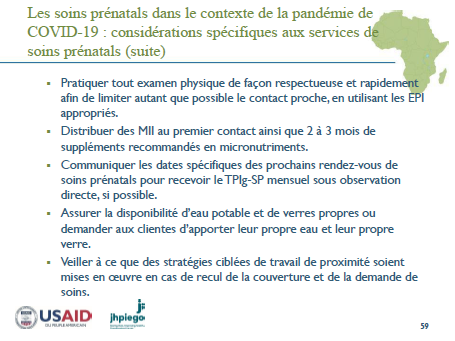 Les soins prénatals dans le contexte de la pandémie de
COVID-19 : considérations spécifiques aux services de
soins prénatals (suite)
▪ Pratiquer tout examen physique de façon respectueuse et rapidement
afin de limiter autant que possible le contact proche, en utilisant les EPI
appropriés.
▪ Distribuer des MII au premier contact ainsi que 2 à 3 mois de
suppléments recommandés en micronutriments.
▪ Communiquer les dates spécifiques des prochains rendez-vous de
soins prénatals pour recevoir le TPIg-SP mensuel sous observation
directe, si possible.
▪ Assurer la disponibilité d'eau potable et de verres propres ou
demander aux clientes d'apporter leur propre eau et leur propre
verre.
▪ Veiller à ce que des stratégies ciblées de travail de proximité soient
mises en œuvre en cas de recul de la couverture et de la demande de
soins.
USAID
jhpiego
59